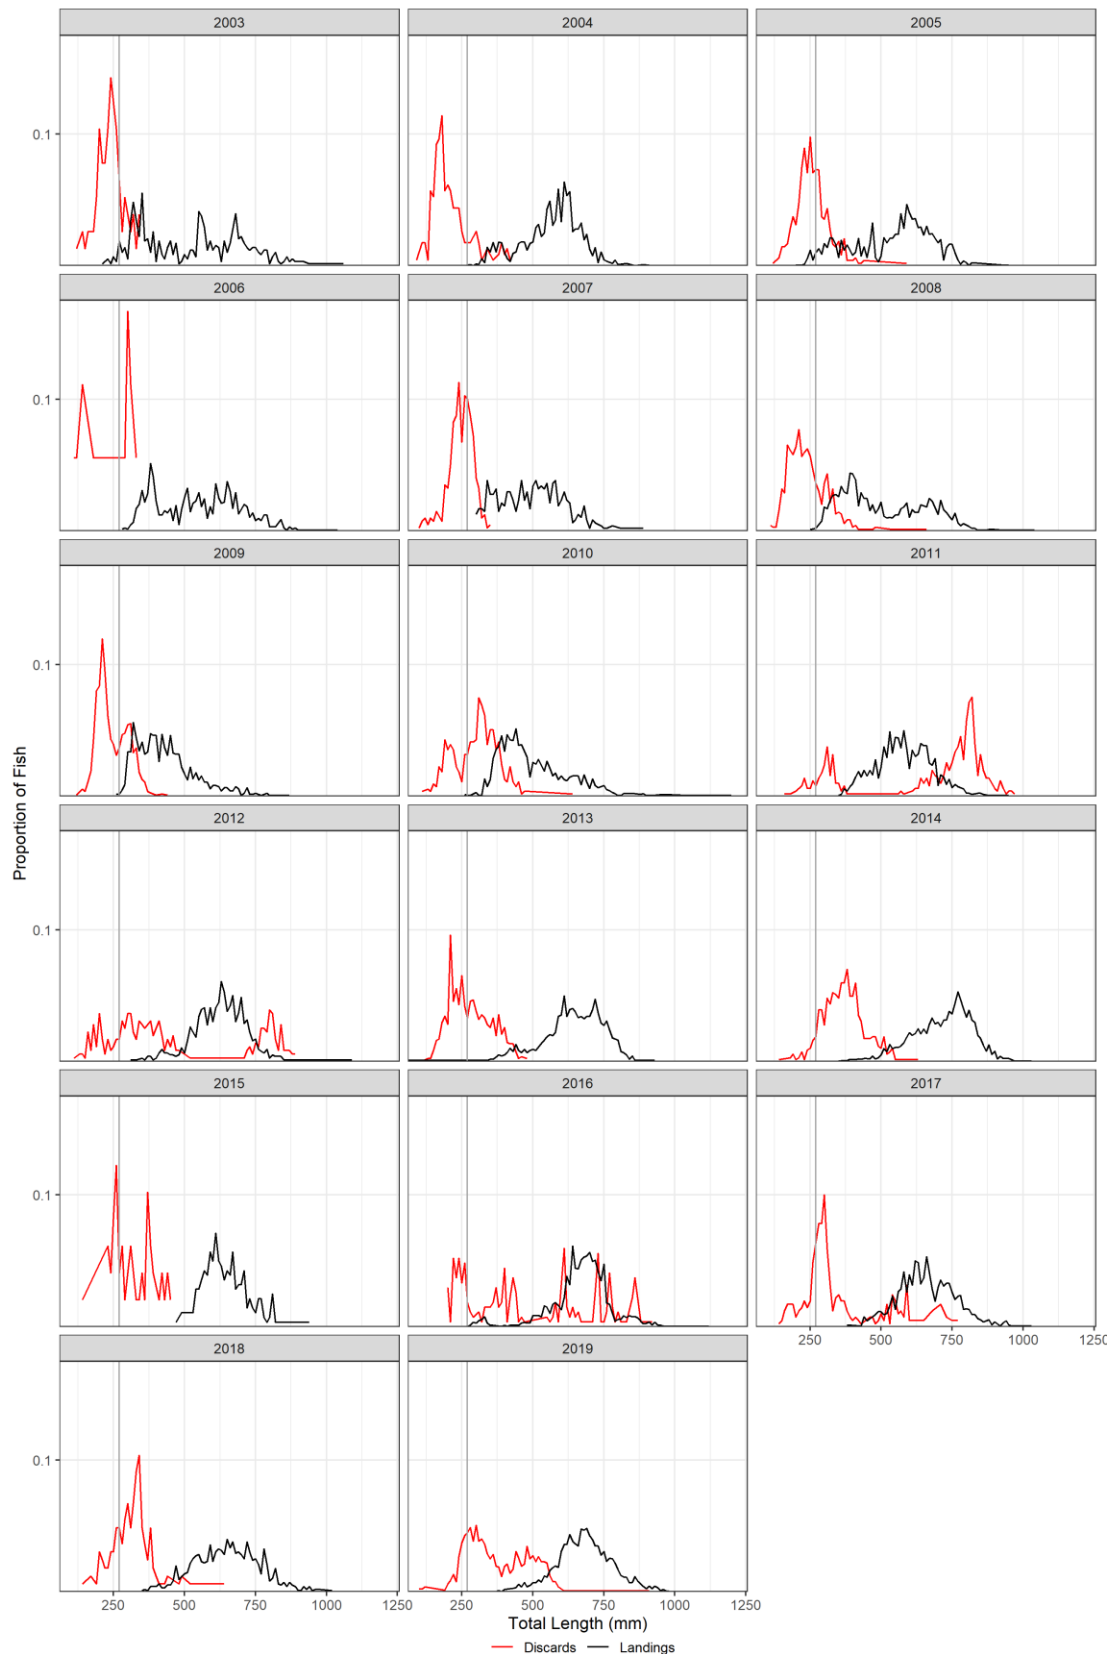 2003 2004 2005
0.1
2006 2007 2008
0.1
2009 2010 2011
0.1
Proportion of Fish
2012 2013 2014
0.1
2015 2016 2017
0.1
250 500 750 1000 1250
2018 2019
0.1
250 500 750 1000 1250 250 500 750 1000 1250
Total Length (mm)
Discards Landings